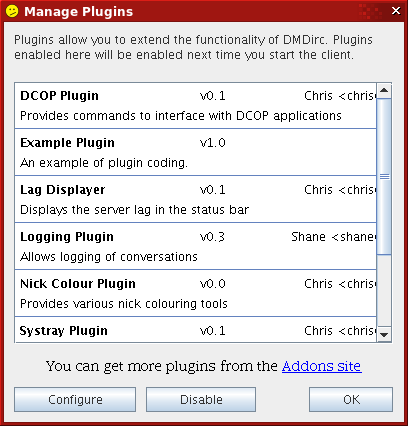 Manage Plugins
Plugins allow you to extend the functionality of DMDirc. Plugins
enabled here will be enabled next time you start the client.
DCOP Plugin v0.1 Chris <chris
Provides commands to interface with DCOP applications
Example Plugin v1.0
An example of plugin coding.
Lag Displayer v0.1 Chris <chris
Displays the server lag in the status bar
Logging Plugin v0.3 Shane <shane
Allows logging of conversations
Nick Colour Plugin v0.0 Chris <chris
Provides various nick colouring tools
Systray Plugin v0.1 Chris <chris
You can get more plugins from the Addons site
Configure Disable OK